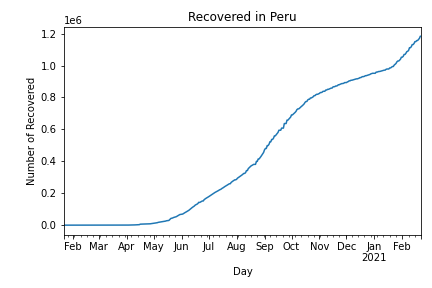 Recovered in Peru
1e6
1.2
1.0
0.8
0.6
0.4
0.2
0.0
Number of Recovered
Feb Mar Apr May Jun Jul Aug Sep Oct Nov Dec Jan Feb
2021
Day